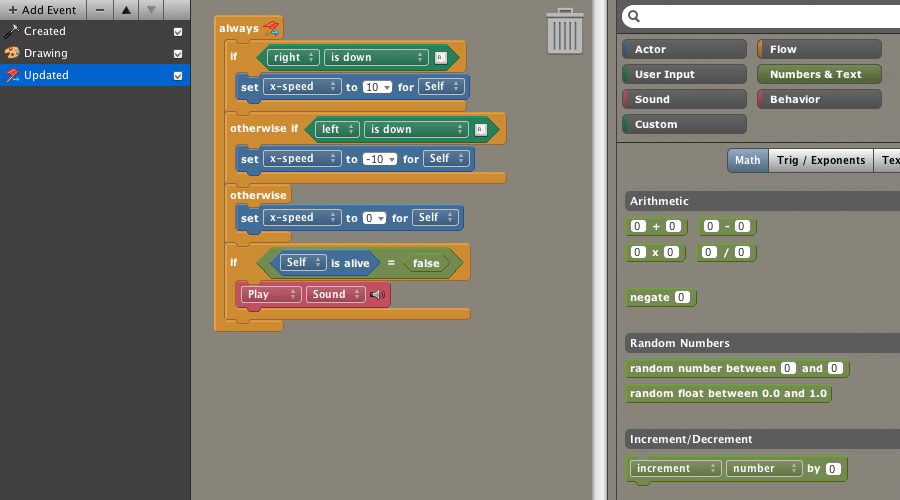 + Add Event
Created
Drawing
Updated
always
if right is down
set x-speed to 10 for Self
otherwise if left is down
set x-speed to -10 for Self
otherwise
set x-speed to 0 for Self
if Self is alive = false
Play Sound
Actor Flow
User Input Numbers & Text
Sound Behavior
Custom
Math Trig / Exponents Tex
Arithmetic
0 + 0 0 - 0
0 x 0 0 / 0
negate 0
Random Numbers
random number between 0 and 0
random float between 0.0 and 1.0
Increment/Decrement
increment number by 0